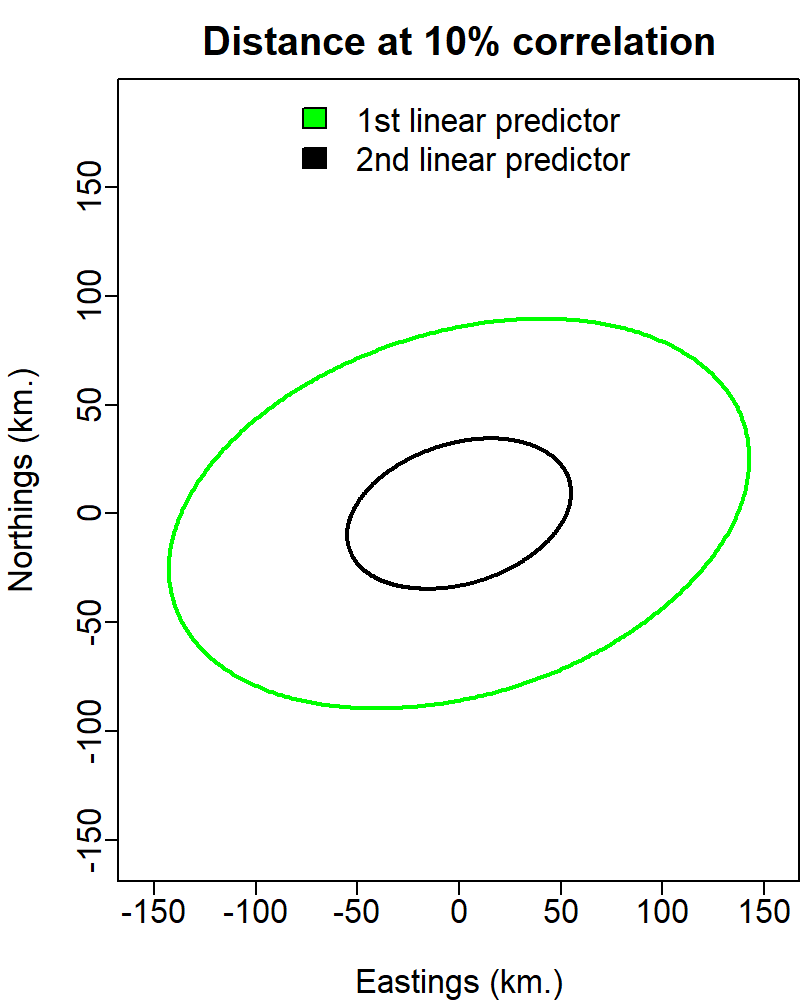 Distance at 10% correlation
1st linear predictor
2nd linear predictor
Northings (km.)
150
100
50
0
-50
-100
-150
-150 -100 -50 0 50 100 150
Eastings (km.)